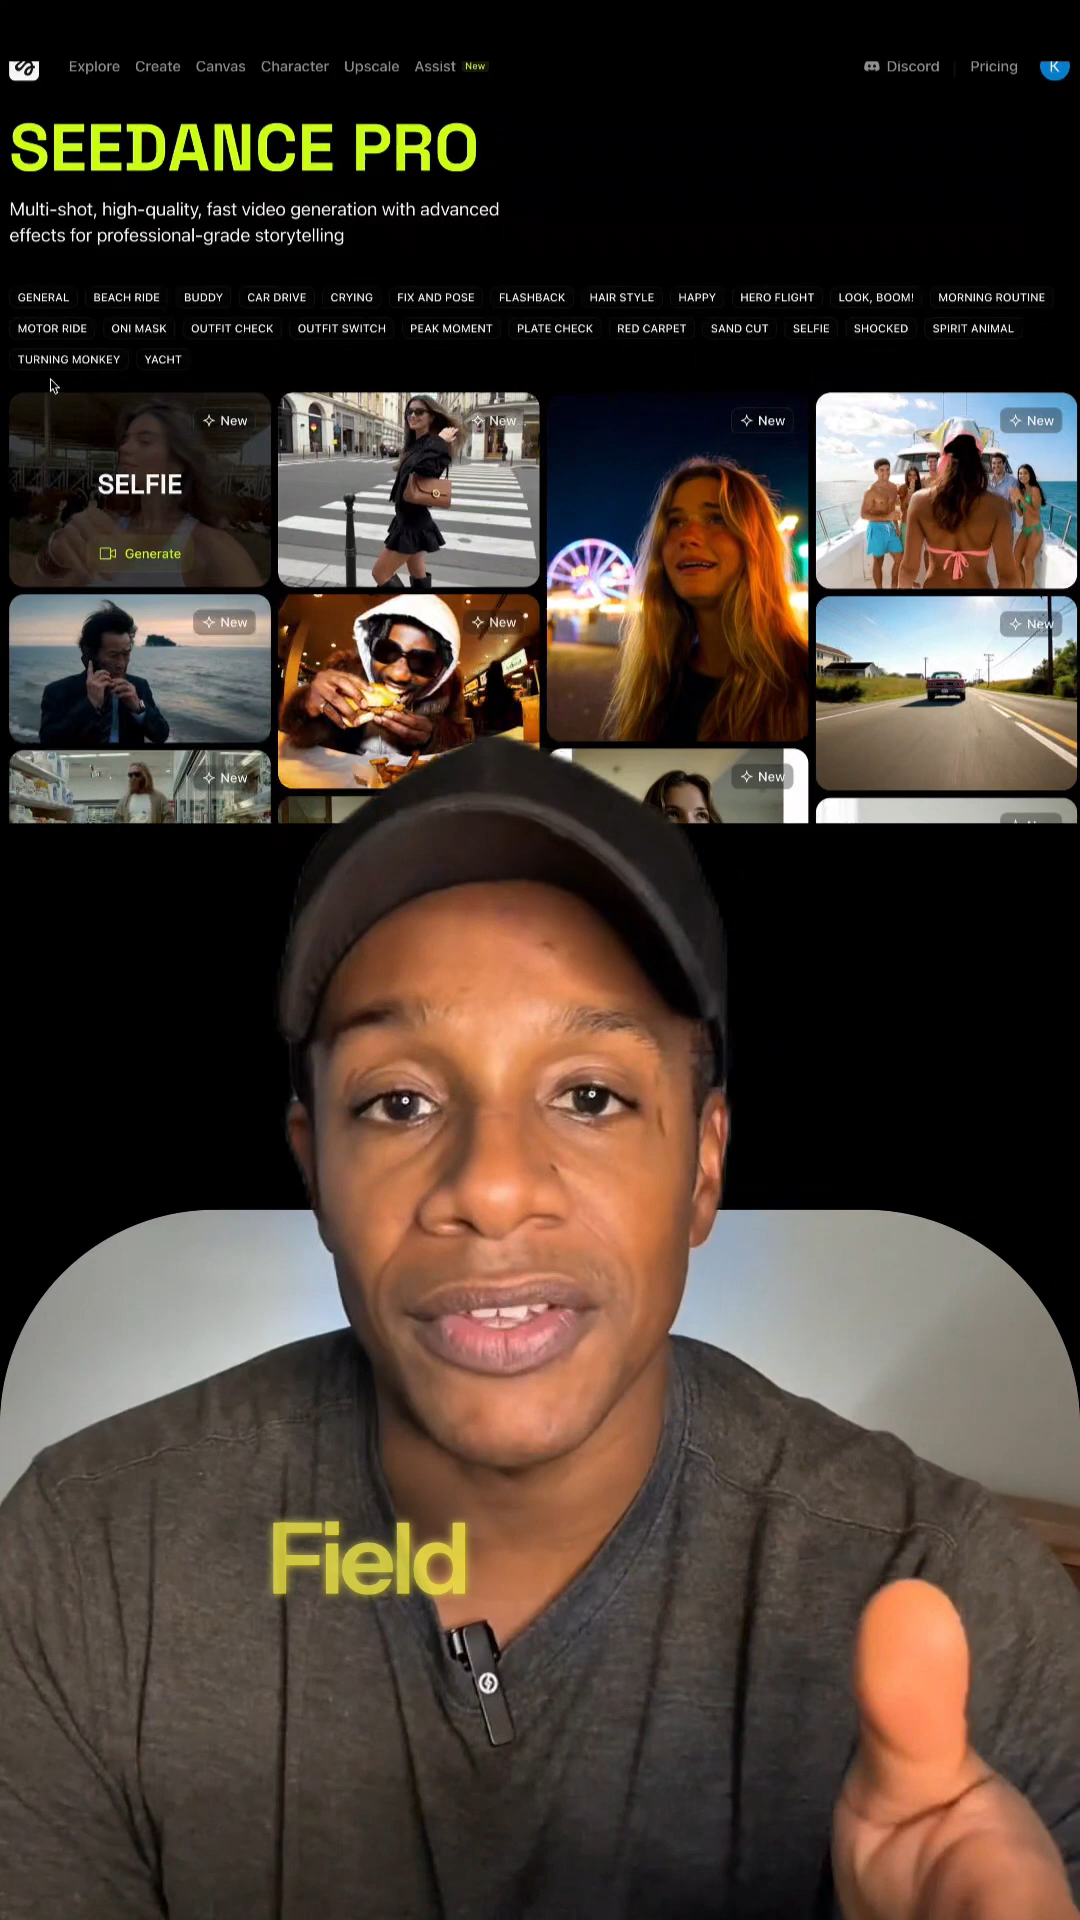 Explore Create Canvas Character Upscale Assist New Discord Pricing K
SEEDANCE PRO
Multi-shot, high-quality, fast video generation with advanced
effects for professional-grade storytelling
GENERAL BEACH RIDE BUDDY CAR DRIVE CRYING FIX AND POSE FLASHBACK HAIR STYLE HAPPY HERO FLIGHT LOOK, BOOM! MORNING ROUTINE
MOTOR RIDE ONI MASK OUTFIT CHECK OUTFIT SWITCH PEAK MOMENT PLATE CHECK RED CARPET SAND CUT SELFIE SHOCKED SPIRIT ANIMAL
TURNING MONKEY YACHT
New New New New
SELFIE
Generate
New New New
New New
Field